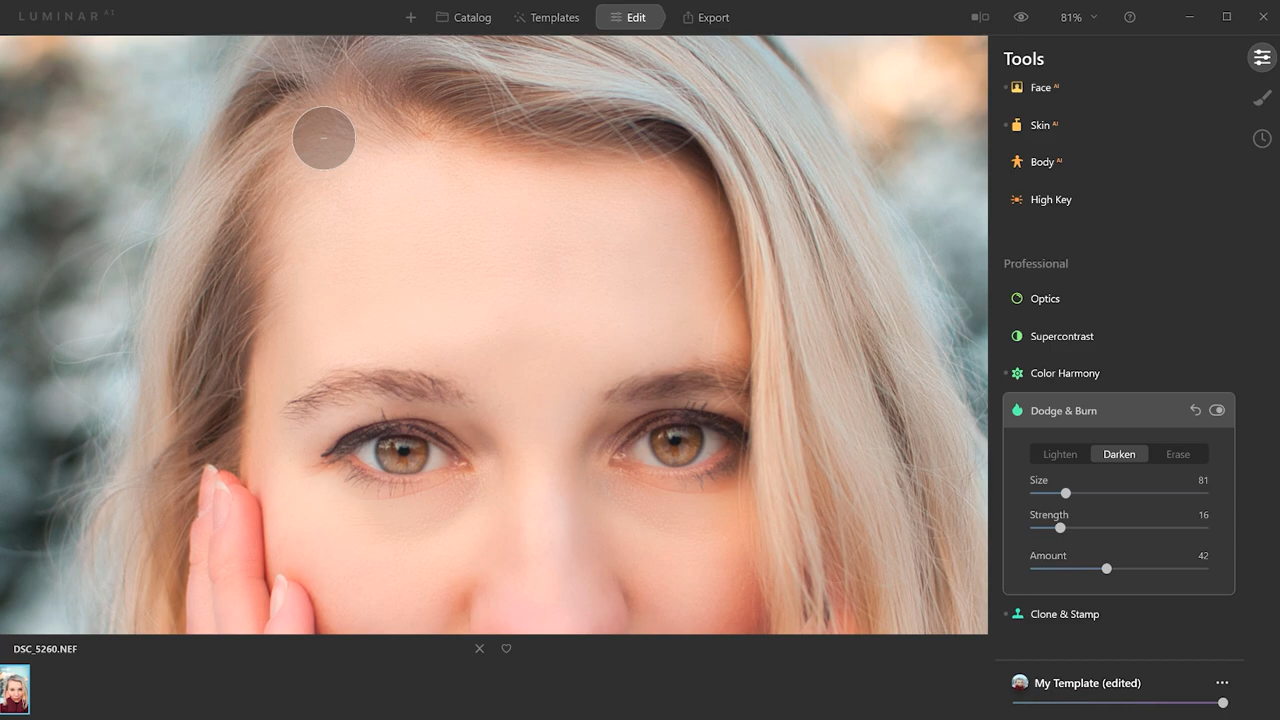 LUMINAR AI
Catalog
Templates
Edit
Export
81%
Tools
Face AI
Skin AI
Body AI
High Key
Professional
Optics
Supercontrast
Color Harmony
Dodge & Burn
Lighten Darken Erase
Size 81
Strength 16
Amount 42
Clone & Stamp
DSC_5260.NEF
My Template (edited)